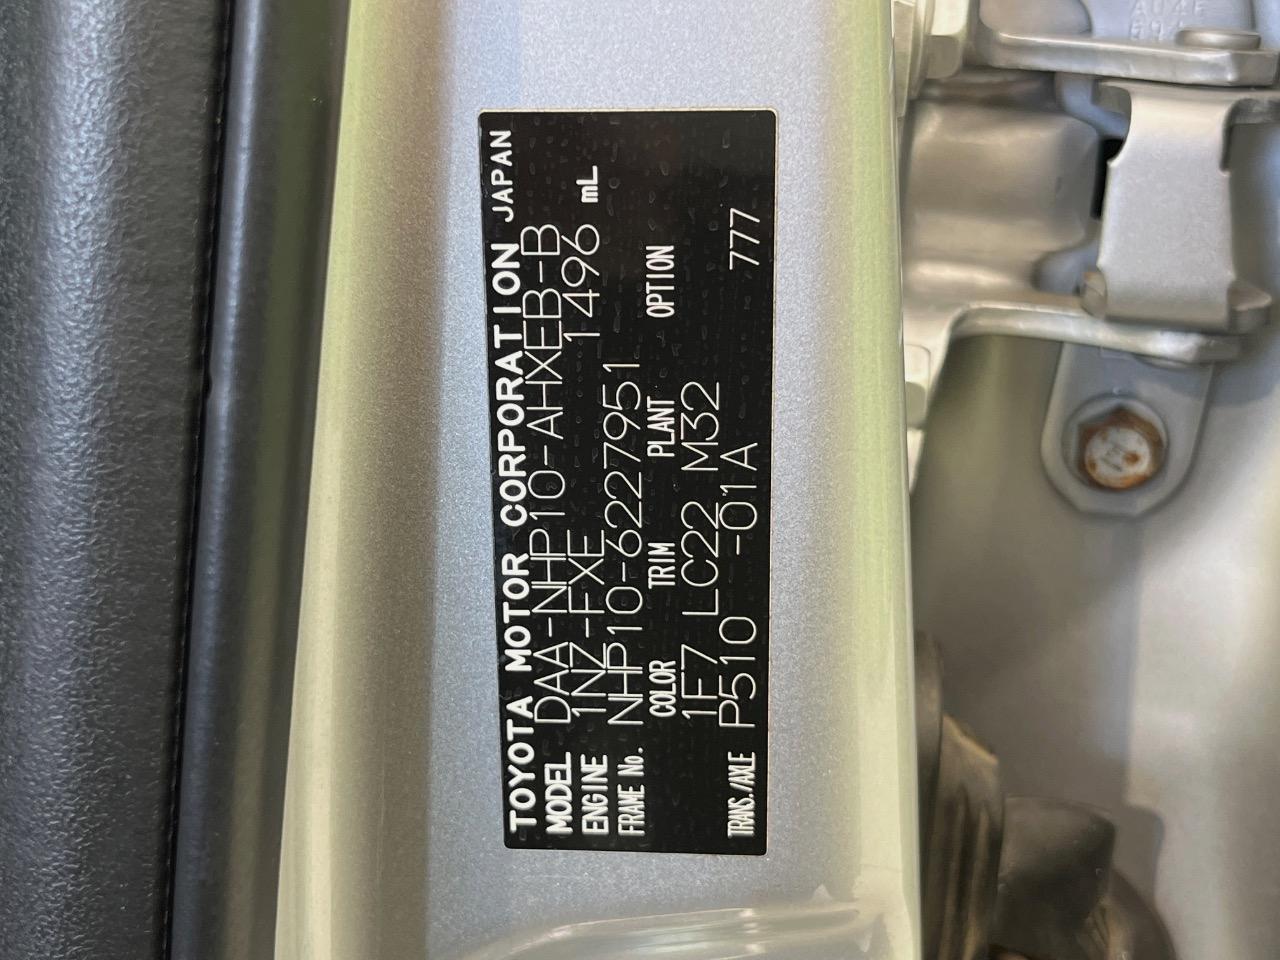 TOYOTA MOTOR CORPORATION JAPAN
MODEL DAA-NHP10-AHXEB-B
ENGINE 1NZ-FXE 1496 mL
FRAME No. NHP10-6227951
COLOR TRIM PLANT OPTION
1F7 LC22 M32
TRANS./AXLE P510 -01A 777